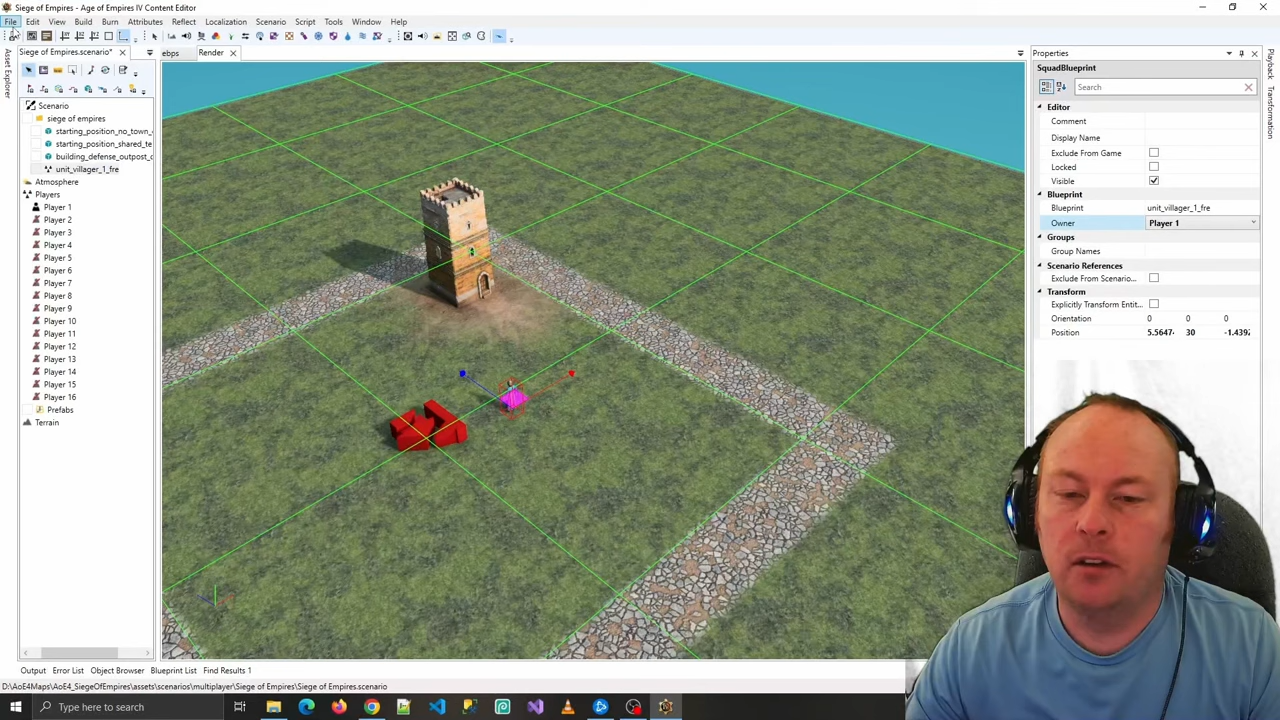 Siege of Empires - Age of Empires IV Content Editor
File Edit View Build Burn Attributes Reflect Localization Scenario Script Tools Window Help
Siege of Empires.scenario*
ebps
Render
Asset Explorer
Scenario
siege of empires
starting_position_no_town_
starting_position_shared_te
building_defense_outpost_
unit_villager_1_fre
Atmosphere
Players
Player 1
Player 2
Player 3
Player 4
Player 5
Player 6
Player 7
Player 8
Player 9
Player 10
Player 11
Player 12
Player 13
Player 14
Player 15
Player 16
Prefabs
Terrain
Properties
SquadBlueprint
Search
Editor
Comment
Display Name
Exclude From Game
Locked
Visible
Blueprint
Blueprint unit_villager_1_fre
Owner Player 1
Groups
Group Names
Scenario References
Exclude From Scenario...
Transform
Explicitly Transform Entit...
Orientation 0 0 0
Position 5.5647 30 -1.4392
Playback
Transformation
Output Error List Object Browser Blueprint List Find Results 1
D:\AoE4Maps\AoE4_SiegeOfEmpires\assets\scenarios\multiplayer\Siege of Empires\Siege of Empires.scenario
Type here to search